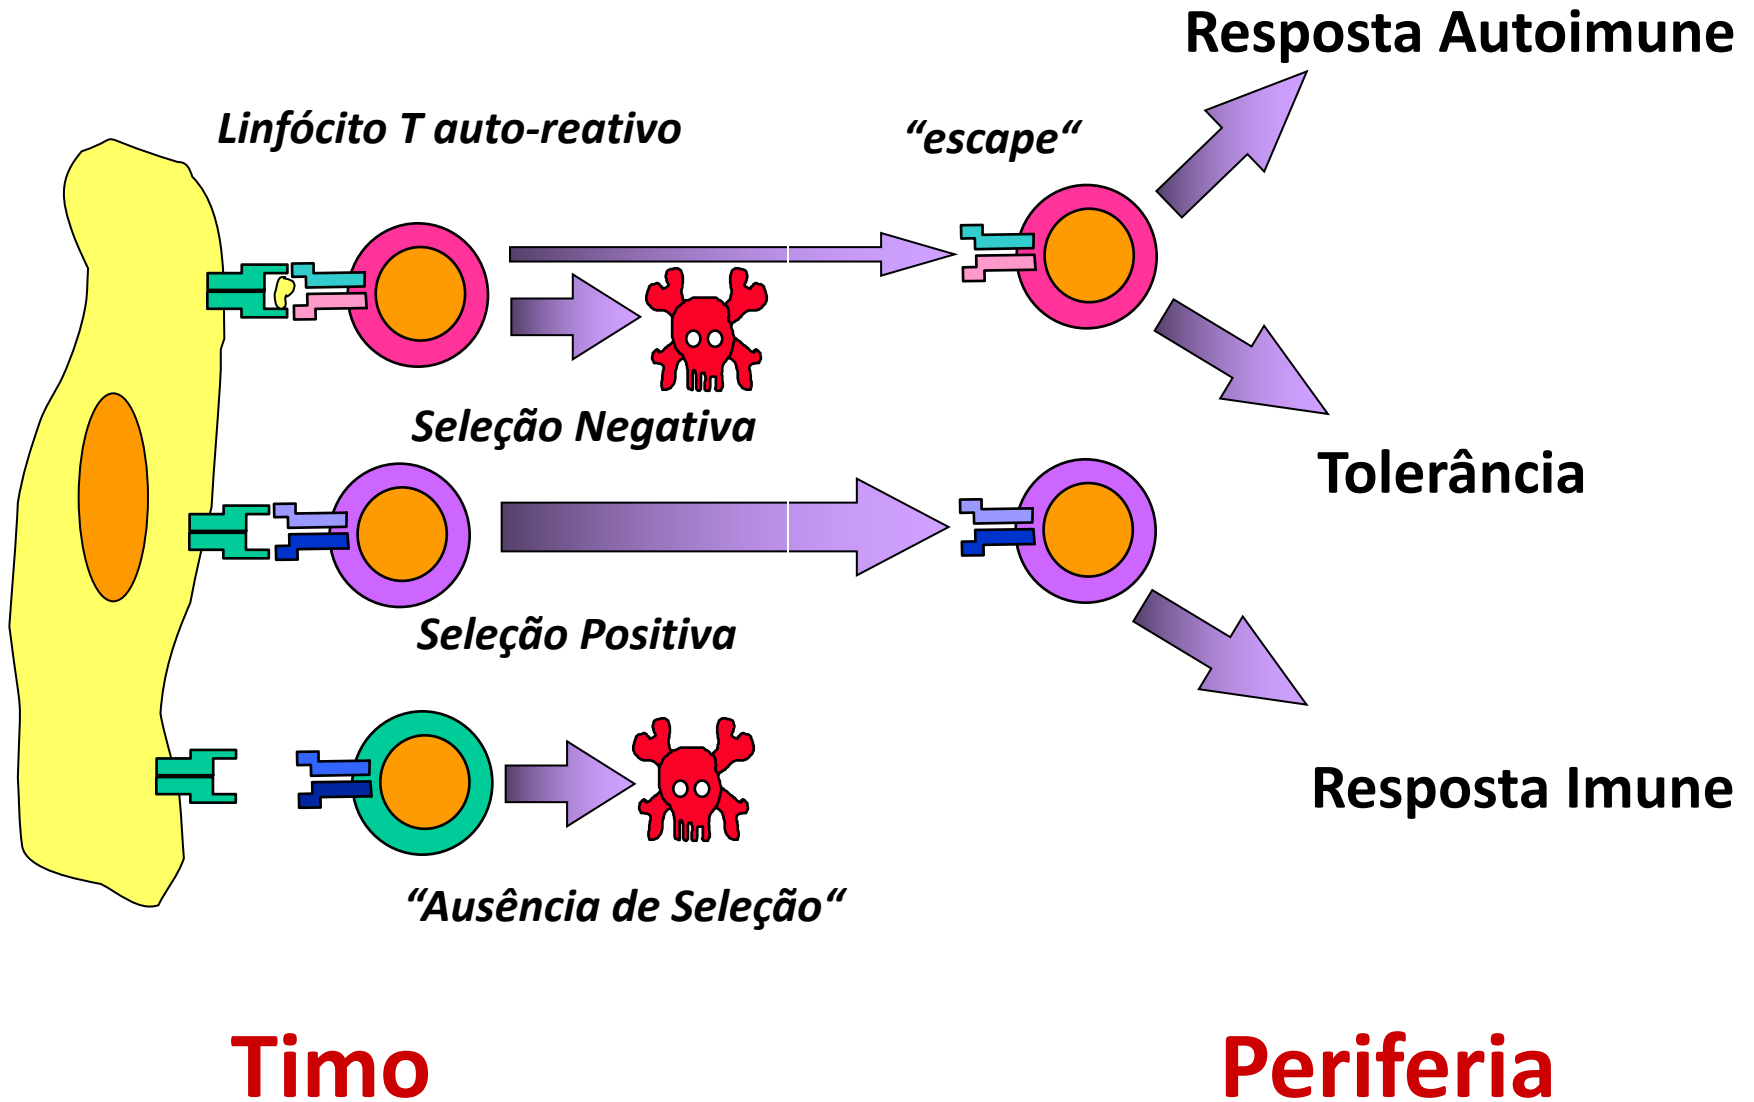 Resposta Autoimune
Linfócito T auto-reativo
“escape“
Seleção Negativa
Tolerância
Seleção Positiva
Resposta Imune
“Ausência de Seleção“
Timo
Periferia